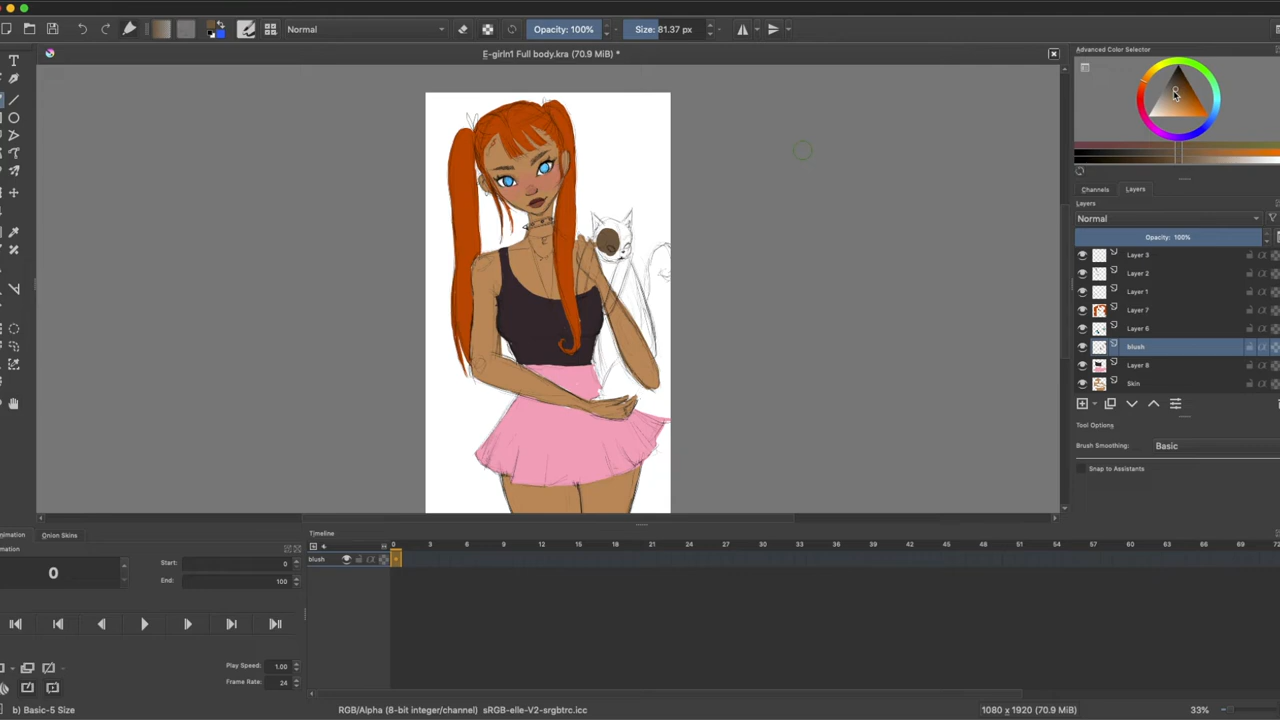 Normal
Opacity: 100%
Size: 81.37 px
E-girln1 Full body.kra (70.9 MiB) *
Advanced Color Selector
Channels
Layers
Layers
Normal
Opacity: 100%
Layer 3
Layer 2
Layer 1
Layer 7
Layer 6
blush
Layer 8
Skin
Tool Options
Brush Smoothing:
Basic
Snap to Assistants
nimation
Onion Skins
Timeline
mation
Start:
0
End:
100
0
0 3 6 9 12 15 18 21 24 27 30 33 36 39 42 45 48 51 54 57 60 63 66 69 72
blush
Play Speed:
1.00
Frame Rate:
24
b) Basic-5 Size
RGB/Alpha (8-bit integer/channel) sRGB-elle-V2-srgbtrc.icc
1080 x 1920 (70.9 MiB)
33%